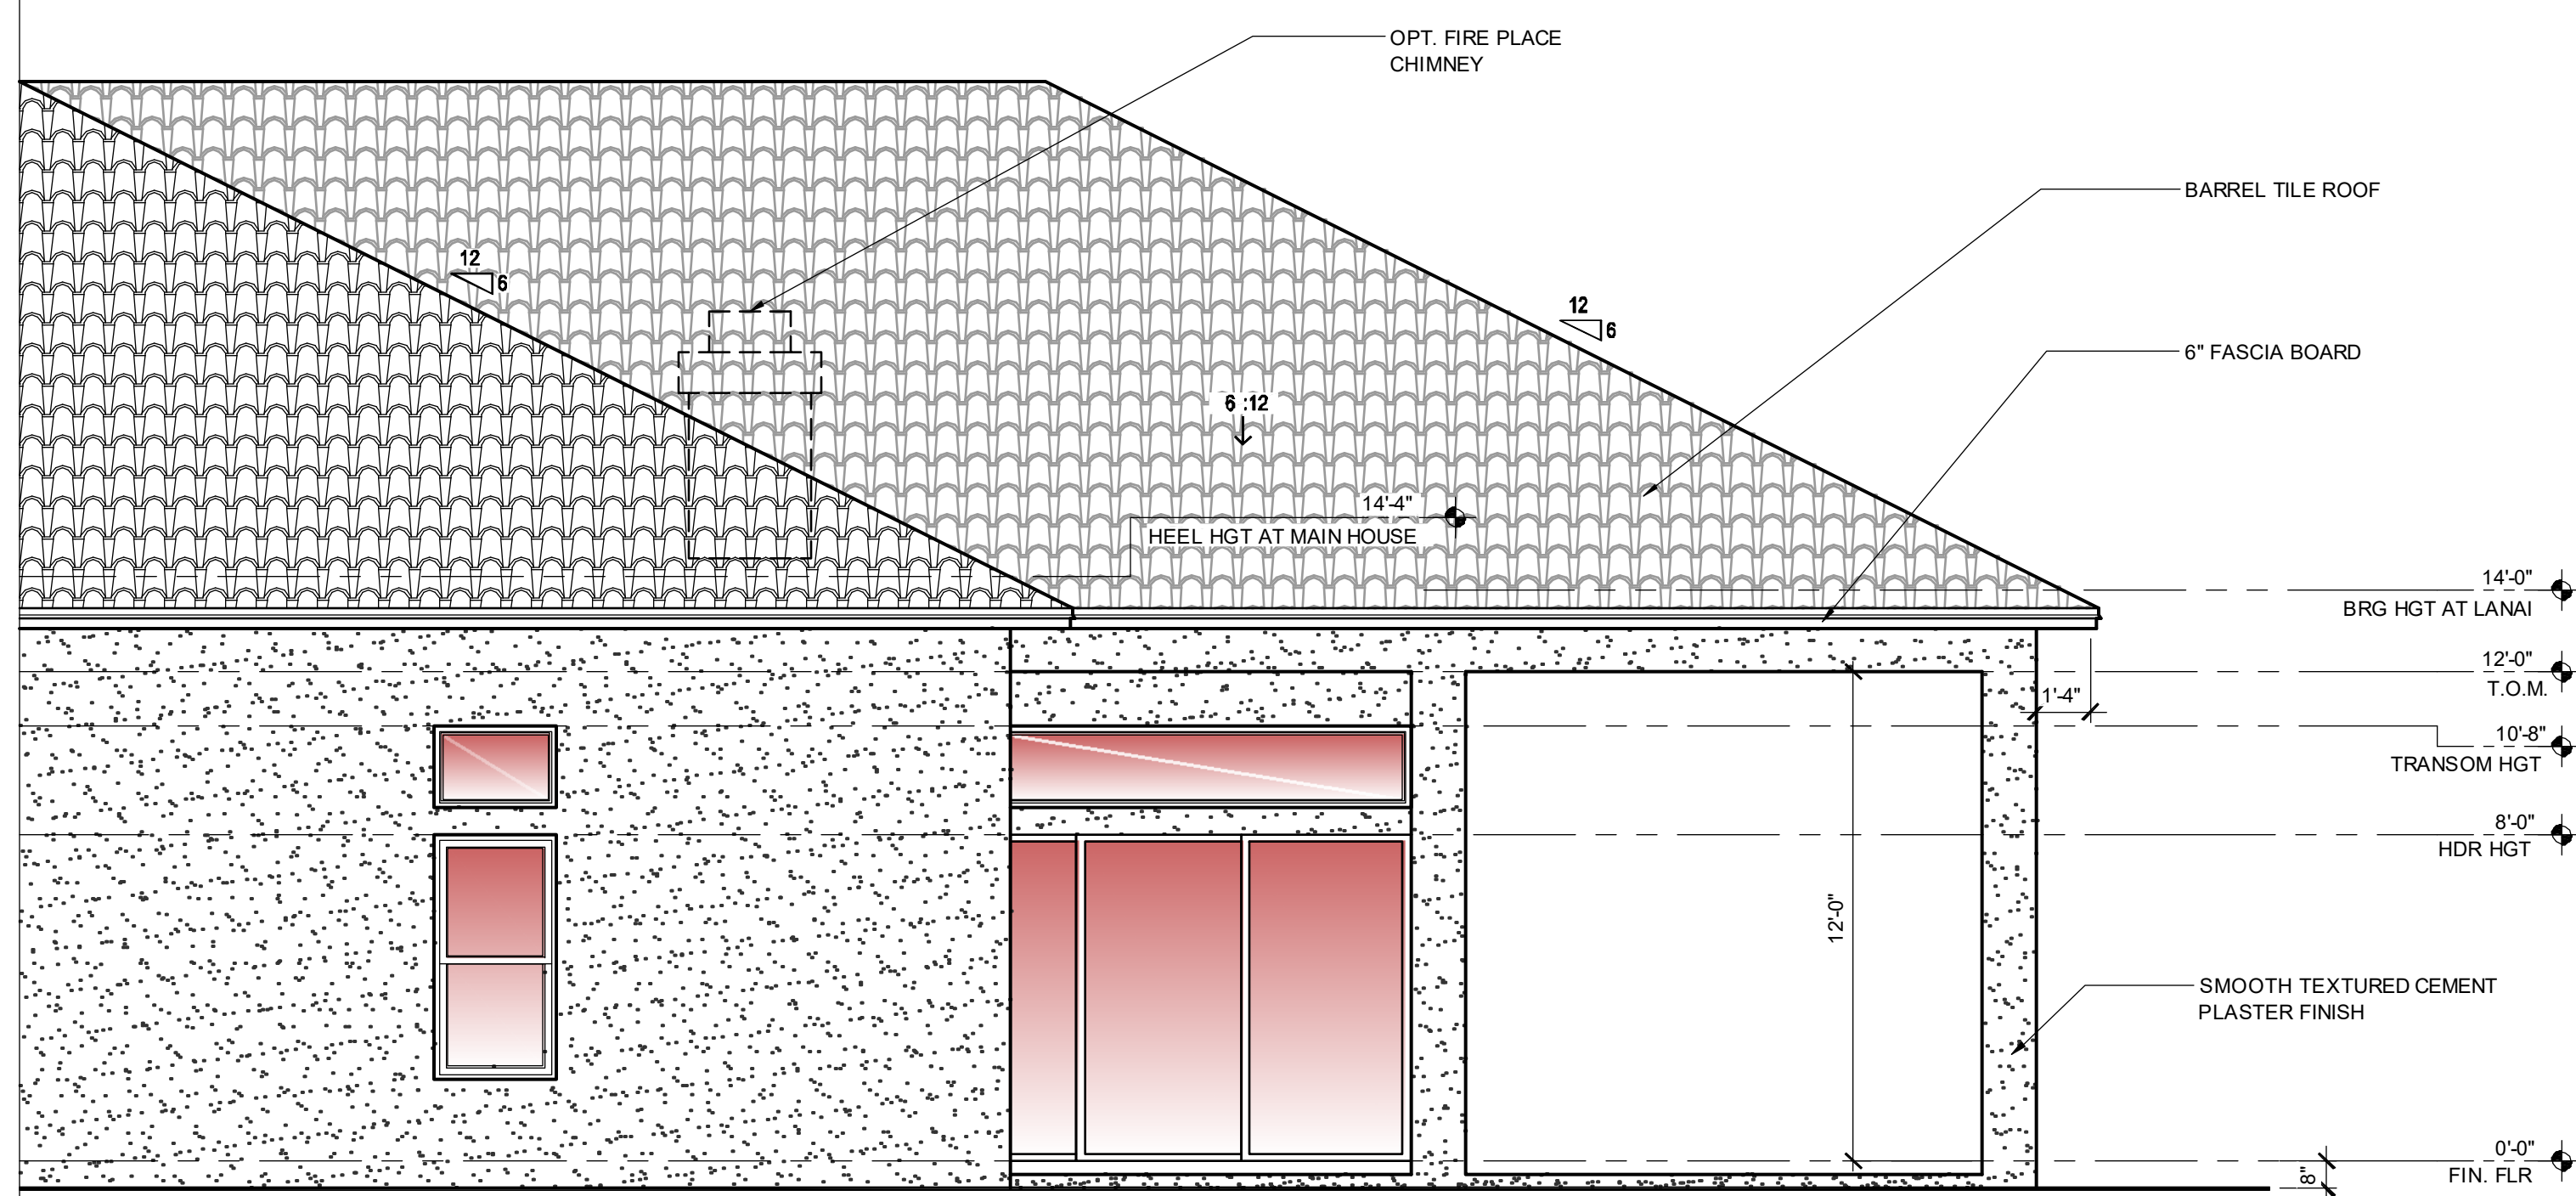 OPT. FIRE PLACE
CHIMNEY
BARREL TILE ROOF
12
6
12
6
6" FASCIA BOARD
6 :12
14'-4"
HEEL HGT AT MAIN HOUSE
14'-0"
BRG HGT AT LANAI
12'-0"
T.O.M.
1'-4"
10'-8"
TRANSOM HGT
8'-0"
HDR HGT
12'-0"
SMOOTH TEXTURED CEMENT
PLASTER FINISH
0'-0"
FIN. FLR
8"